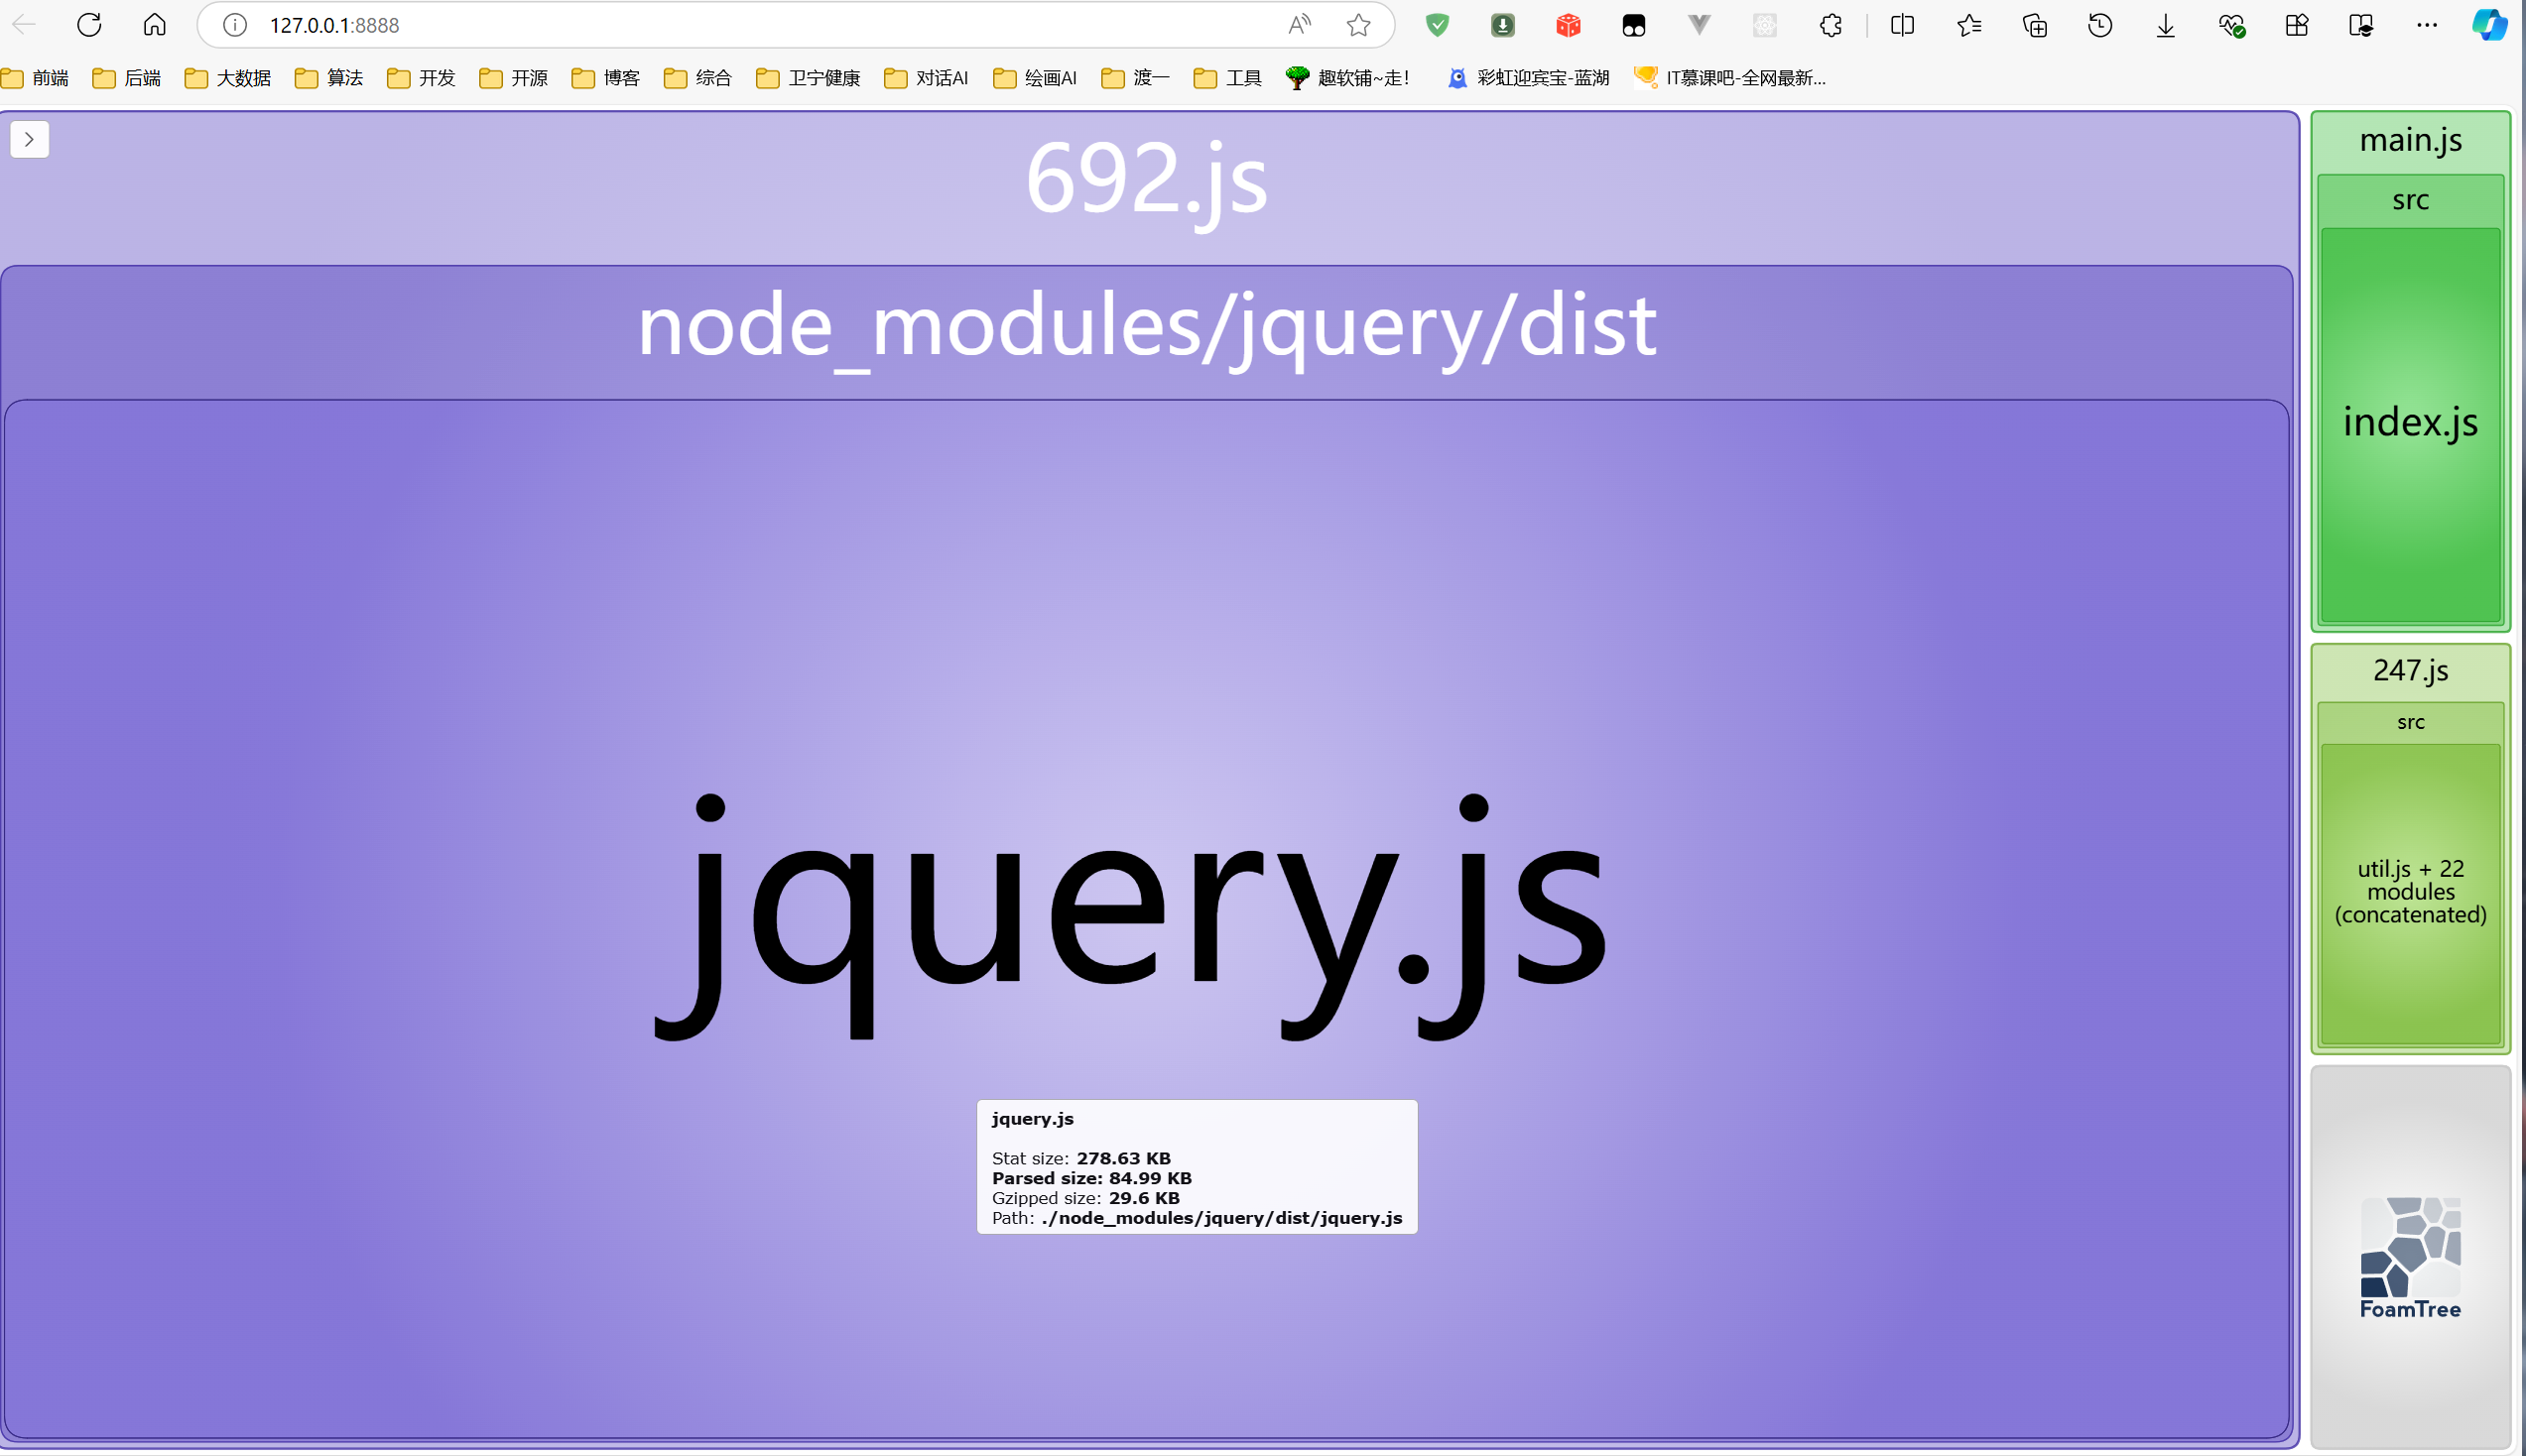 127.0.0.1:8888
前端 后端 大数据 算法 开发 开源 博客 综合 卫宁健康 对话AI 绘画AI 渡一 工具 趣软铺~走! 彩虹迎宾宝-蓝湖 IT慕课吧-全网最新...
692.js
node_modules/jquery/dist
jquery.js
jquery.js
Stat size: 278.63 KB
Parsed size: 84.99 KB
Gzipped size: 29.6 KB
Path: ./node_modules/jquery/dist/jquery.js
main.js
src
index.js
247.js
src
util.js + 22
modules
(concatenated)
FoamTree